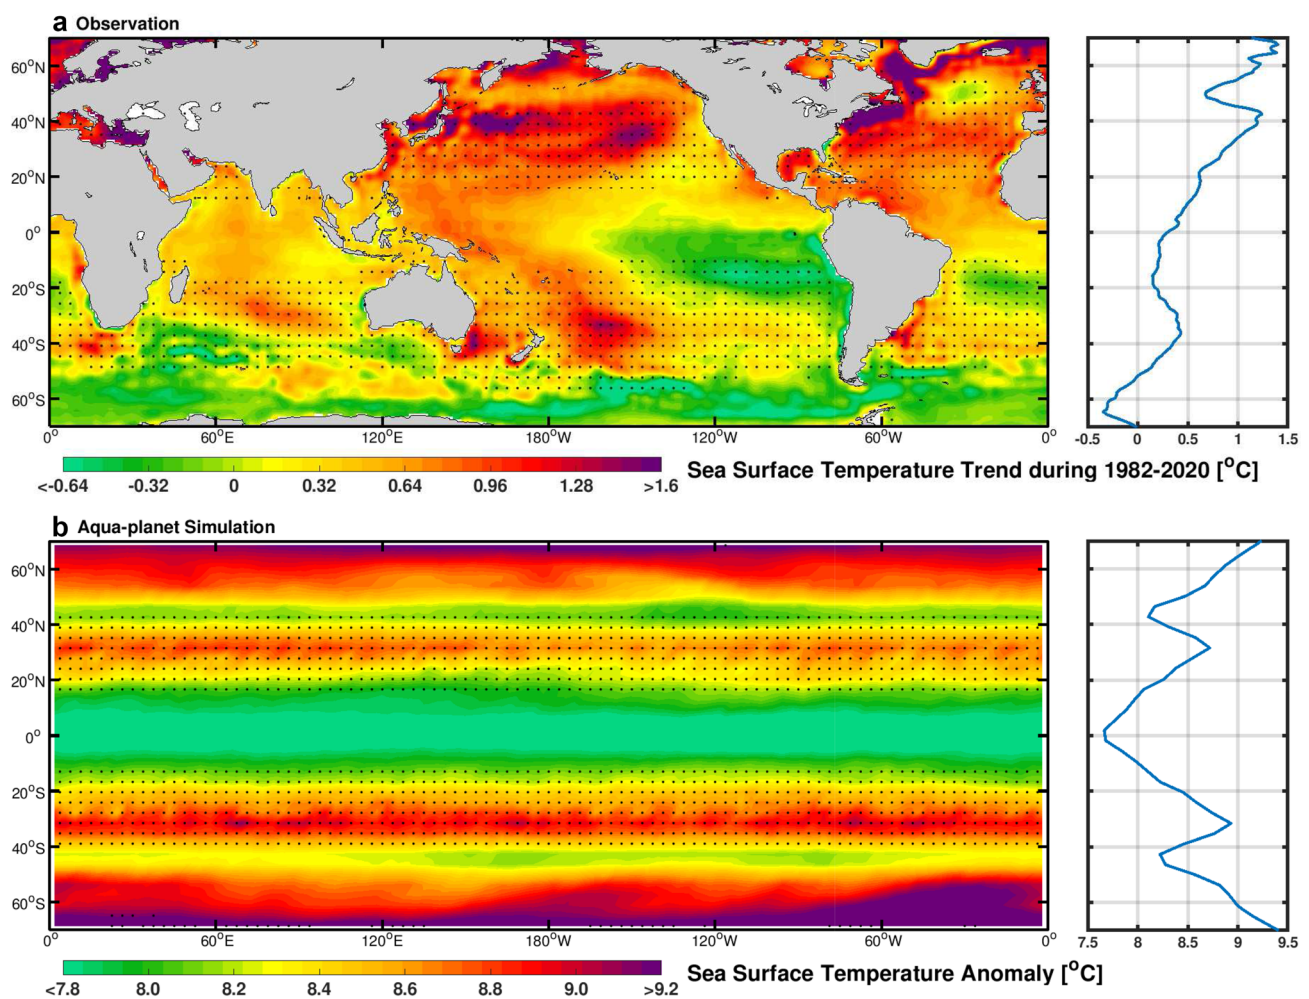 a Observation
60°N
40°N
20°N
0°
20°S
40°S
60°S
0° 60°E 120°E 180°W 120°W 60°W 0°
-0.5 0 0.5 1 1.5
<-0.64 -0.32 0 0.32 0.64 0.96 1.28 >1.6
Sea Surface Temperature Trend during 1982-2020 [°C]
b Aqua-planet Simulation
60°N
40°N
20°N
0°
20°S
40°S
60°S
0° 60°E 120°E 180°W 120°W 60°W 0°
7.5 8 8.5 9 9.5
<7.8 8.0 8.2 8.4 8.6 8.8 9.0 >9.2
Sea Surface Temperature Anomaly [°C]